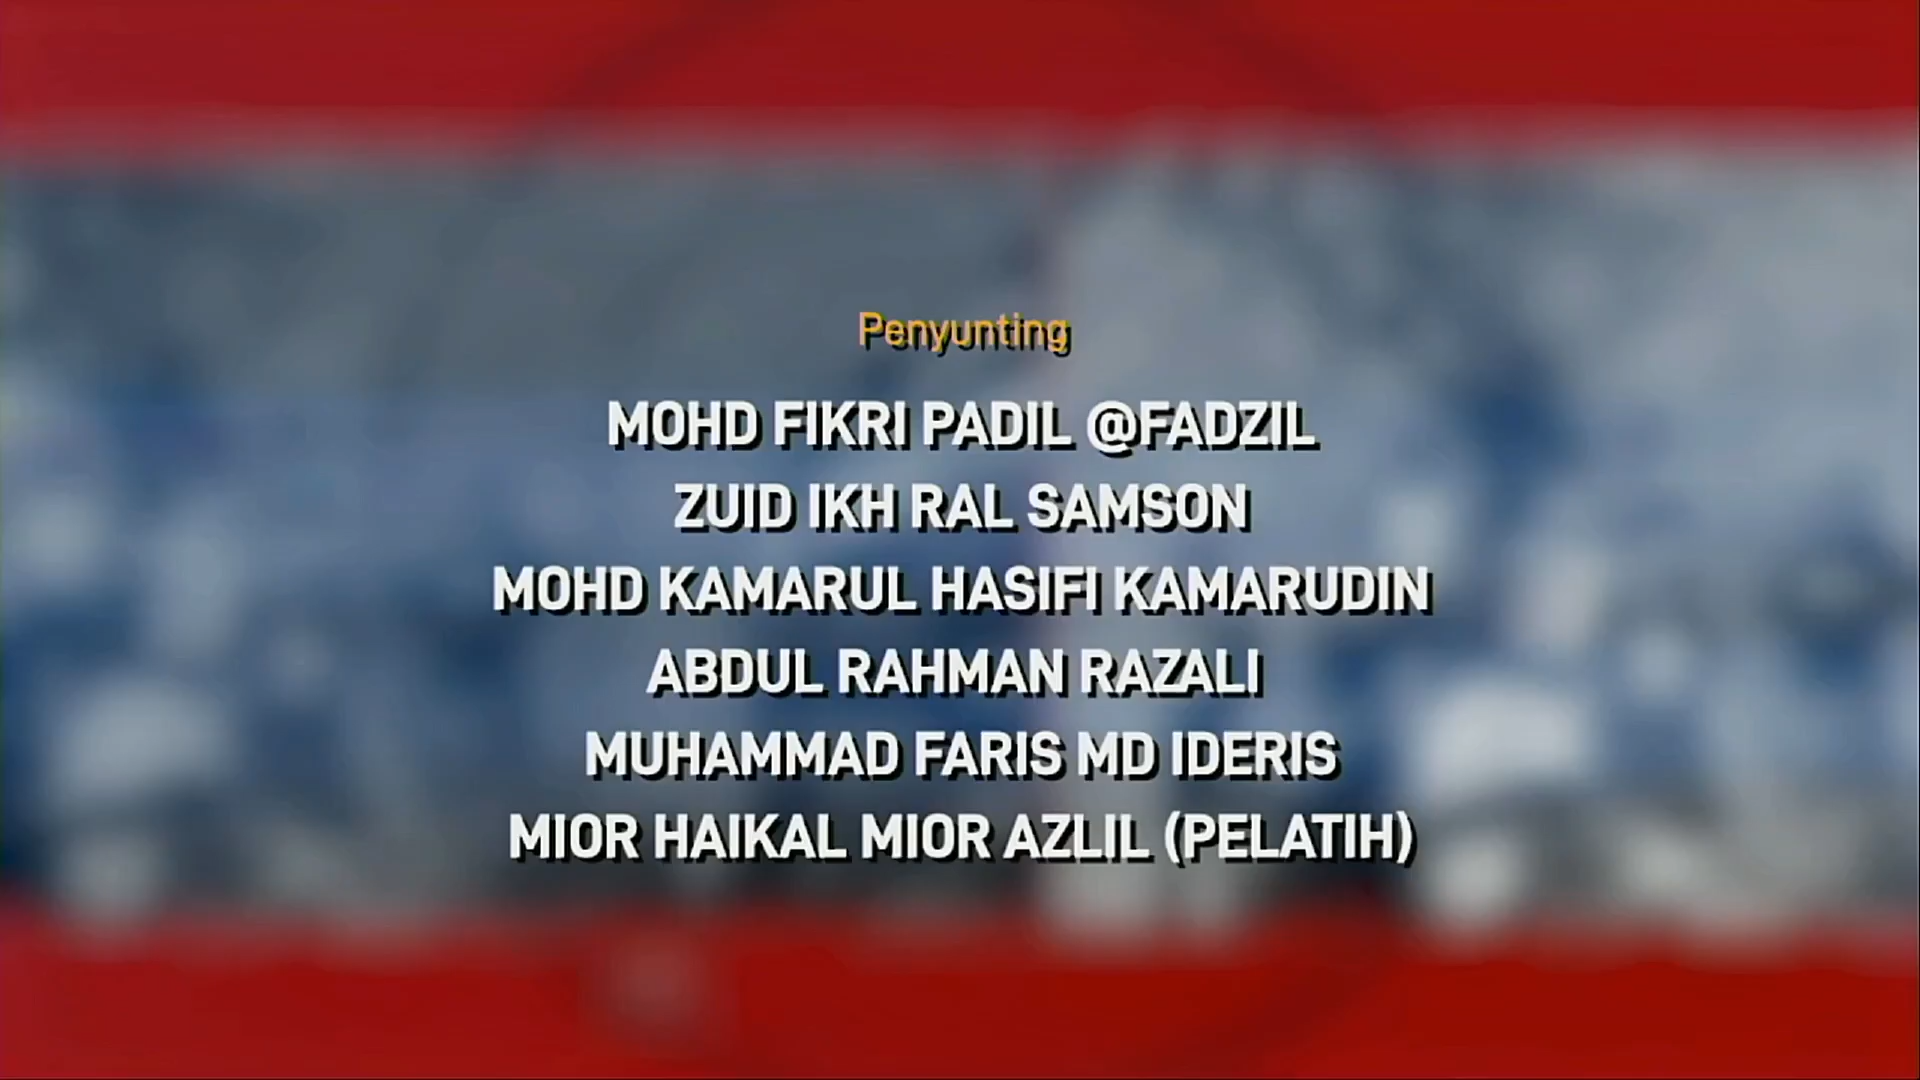 Penyunting
MOHD FIKRI PADIL @FADZIL
ZUID IKH RAL SAMSON
MOHD KAMARUL HASIFI KAMARUDIN
ABDUL RAHMAN RAZALI
MUHAMMAD FARIS MD IDERIS
MIOR HAIKAL MIOR AZLIL (PELATIH)